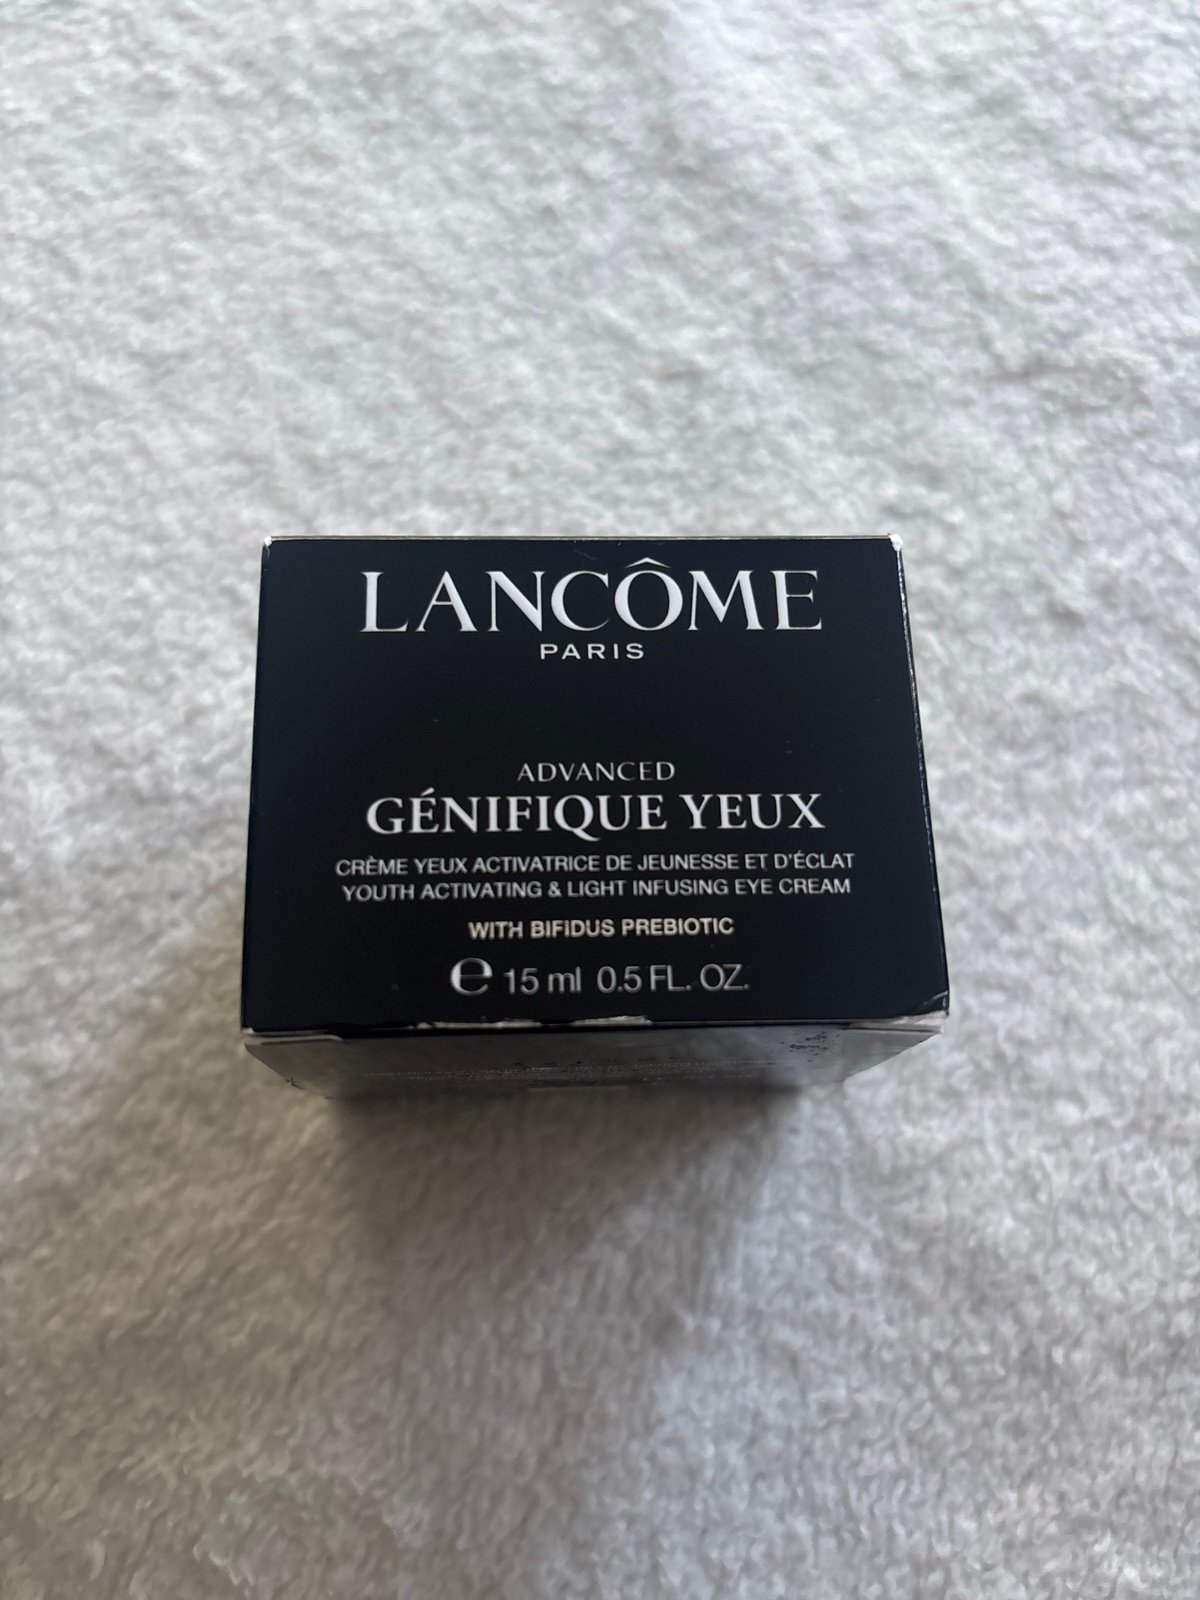 LANCÔME
PARIS
ADVANCED
GÉNIFIQUE YEUX
CRÈME YEUX ACTIVATRICE DE JEUNESSE ET D'ÉCLAT
YOUTH ACTIVATING & LIGHT INFUSING EYE CREAM
WITH BIFIDUS PREBIOTIC
℮ 15 ml 0.5 FL. OZ.